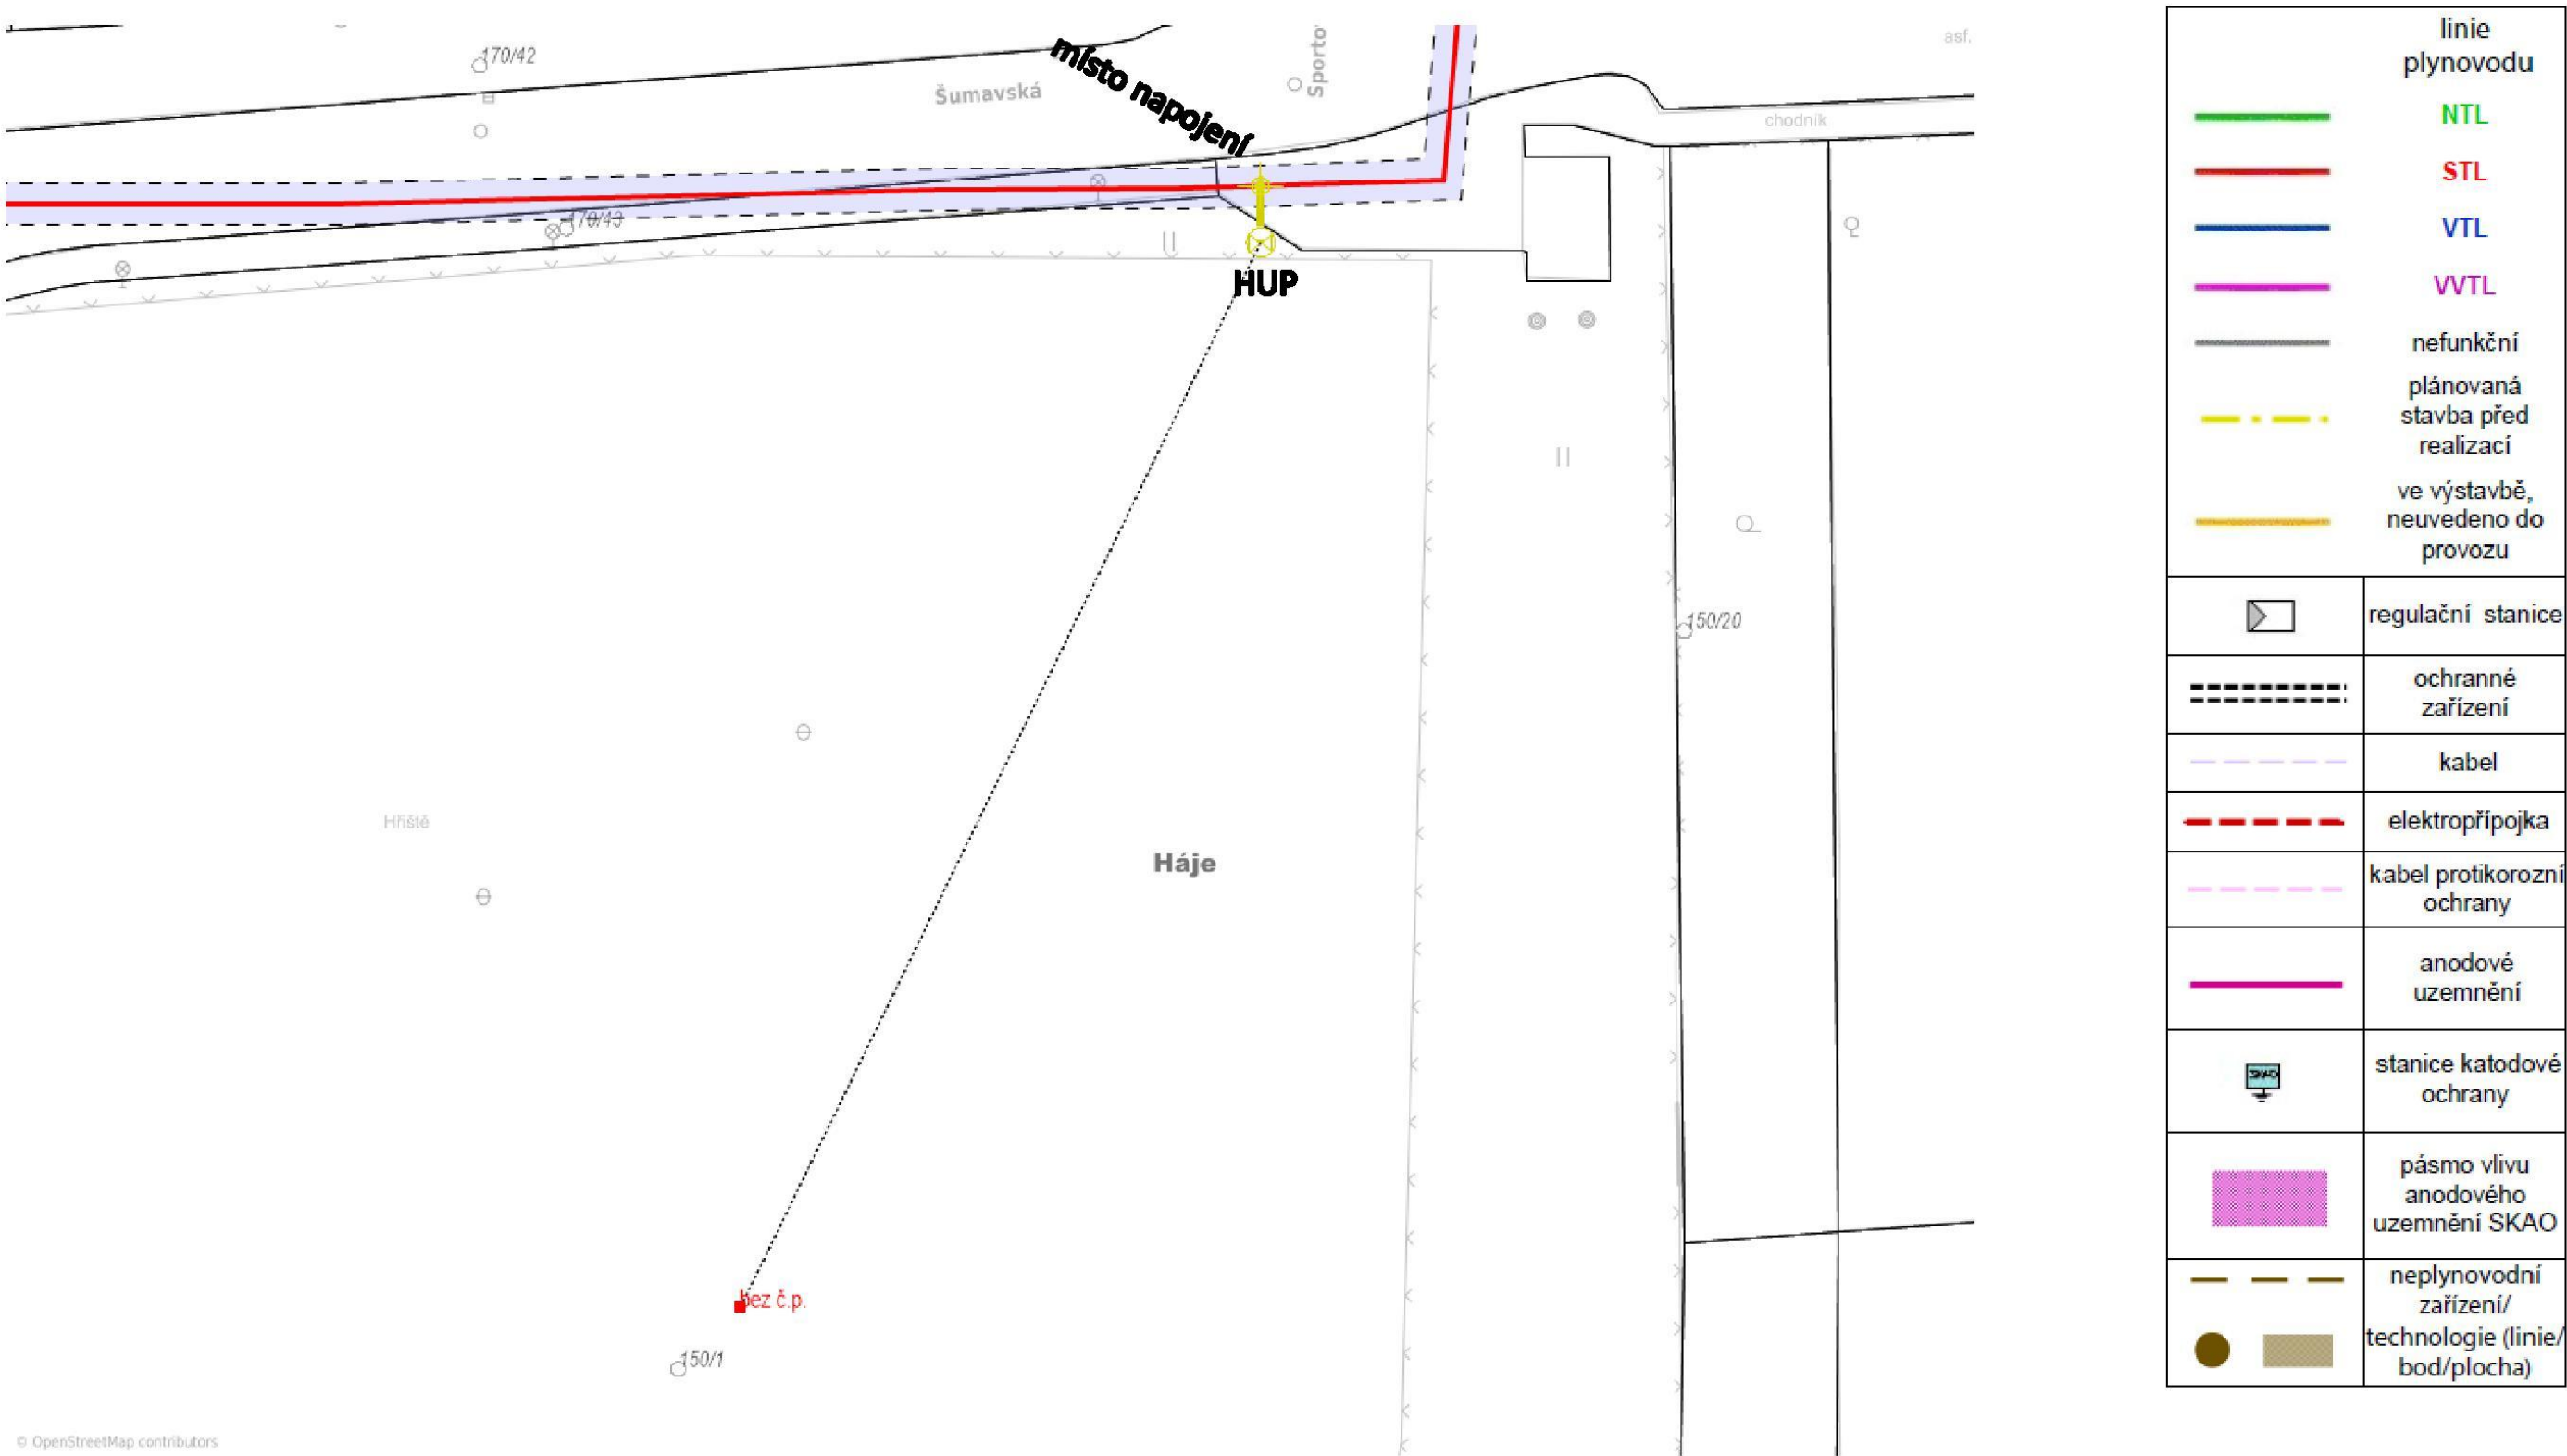 170/42
Šumavská
místo napojení
Sporto
asf.
chodník
170/43
HUP
150/20
Hřiště
Háje
bez č.p.
150/1
© OpenStreetMap contributors
linie
plynovodu
NTL
STL
VTL
VVTL
nefunkční
plánovaná
stavba před
realizací
ve výstavbě,
neuvedeno do
provozu
regulační stanice
ochranné
zařízení
kabel
elektropřípojka
kabel protikorozní
ochrany
anodové
uzemnění
SKAO
stanice katodové
ochrany
pásmo vlivu
anodového
uzemnění SKAO
neplynovodní
zařízení/
technologie (linie/
bod/plocha)